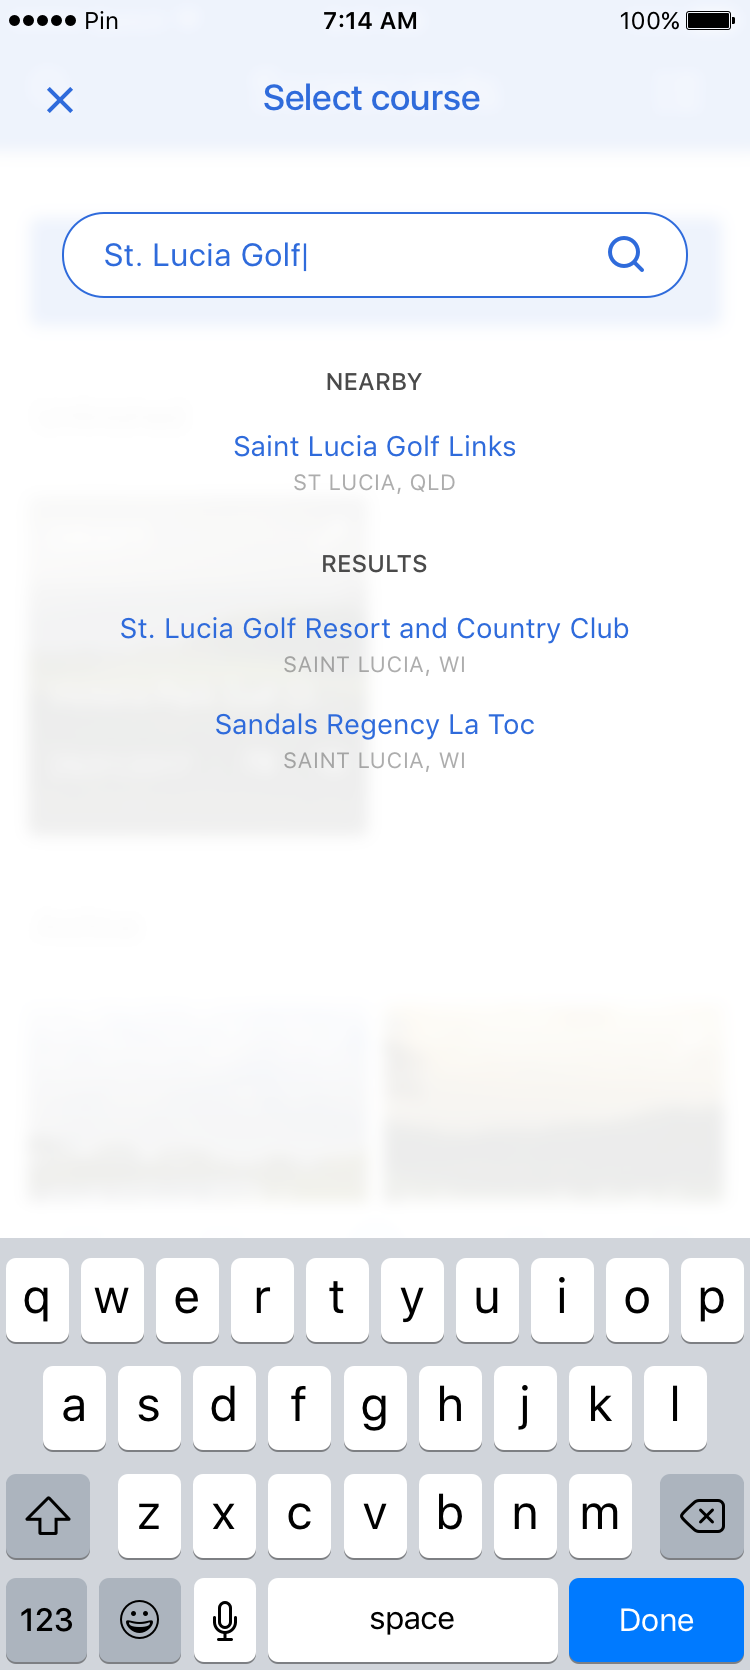 Pin 7:14 AM 100%
Select course
St. Lucia Golf
NEARBY
Saint Lucia Golf Links
ST LUCIA, QLD
RESULTS
St. Lucia Golf Resort and Country Club
SAINT LUCIA, WI
Sandals Regency La Toc
SAINT LUCIA, WI
q w e r t y u i o p
a s d f g h j k l
z x c v b n m
123 space Done